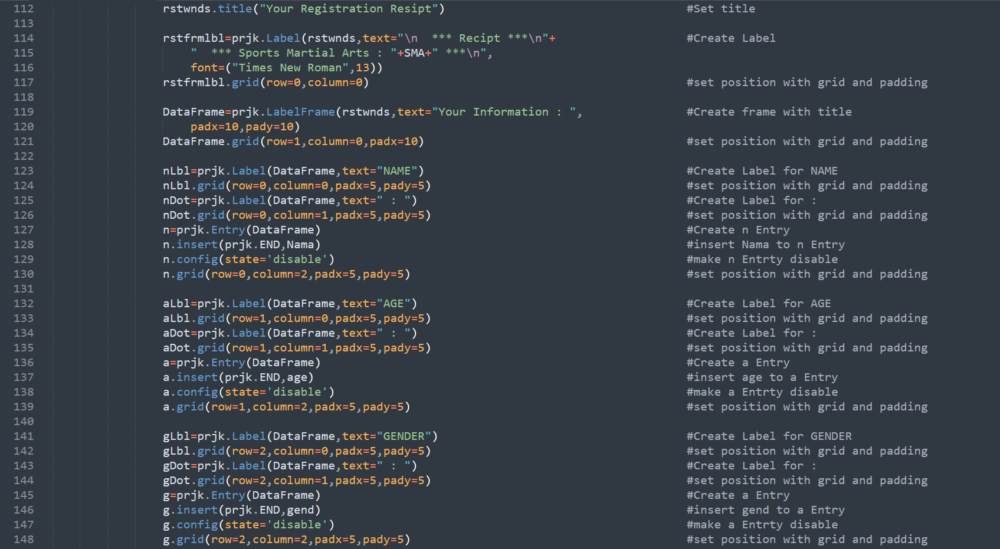 112 rstwnds.title("Your Registration Resipt") #Set title
113
114 rstfrmlbl=prjk.Label(rstwnds,text="\n  *** Recipt ***\n"+ #Create Label
115 "  *** Sports Martial Arts : "+SMA+" ***\n",
116 font=("Times New Roman",13))
117 rstfrmlbl.grid(row=0,column=0) #set position with grid and padding
118
119 DataFrame=prjk.LabelFrame(rstwnds,text="Your Information : ", #Create frame with title
120 padx=10,pady=10)
121 DataFrame.grid(row=1,column=0,padx=10) #set position with grid and padding
122
123 nLbl=prjk.Label(DataFrame,text="NAME") #Create Label for NAME
124 nLbl.grid(row=0,column=0,padx=5,pady=5) #set position with grid and padding
125 nDot=prjk.Label(DataFrame,text=" : ") #Create Label for :
126 nDot.grid(row=0,column=1,padx=5,pady=5) #set position with grid and padding
127 n=prjk.Entry(DataFrame) #Create n Entry
128 n.insert(prjk.END,Nama) #insert Nama to n Entry
129 n.config(state='disable') #make n Entrty disable
130 n.grid(row=0,column=2,padx=5,pady=5) #set position with grid and padding
131
132 aLbl=prjk.Label(DataFrame,text="AGE") #Create Label for AGE
133 aLbl.grid(row=1,column=0,padx=5,pady=5) #set position with grid and padding
134 aDot=prjk.Label(DataFrame,text=" : ") #Create Label for :
135 aDot.grid(row=1,column=1,padx=5,pady=5) #set position with grid and padding
136 a=prjk.Entry(DataFrame) #Create a Entry
137 a.insert(prjk.END,age) #insert age to a Entry
138 a.config(state='disable') #make a Entrty disable
139 a.grid(row=1,column=2,padx=5,pady=5) #set position with grid and padding
140
141 gLbl=prjk.Label(DataFrame,text="GENDER") #Create Label for GENDER
142 gLbl.grid(row=2,column=0,padx=5,pady=5) #set position with grid and padding
143 gDot=prjk.Label(DataFrame,text=" : ") #Create Label for :
144 gDot.grid(row=2,column=1,padx=5,pady=5) #set position with grid and padding
145 g=prjk.Entry(DataFrame) #Create a Entry
146 g.insert(prjk.END,gend) #insert gend to a Entry
147 g.config(state='disable') #make a Entrty disable
148 g.grid(row=2,column=2,padx=5,pady=5) #set position with grid and padding